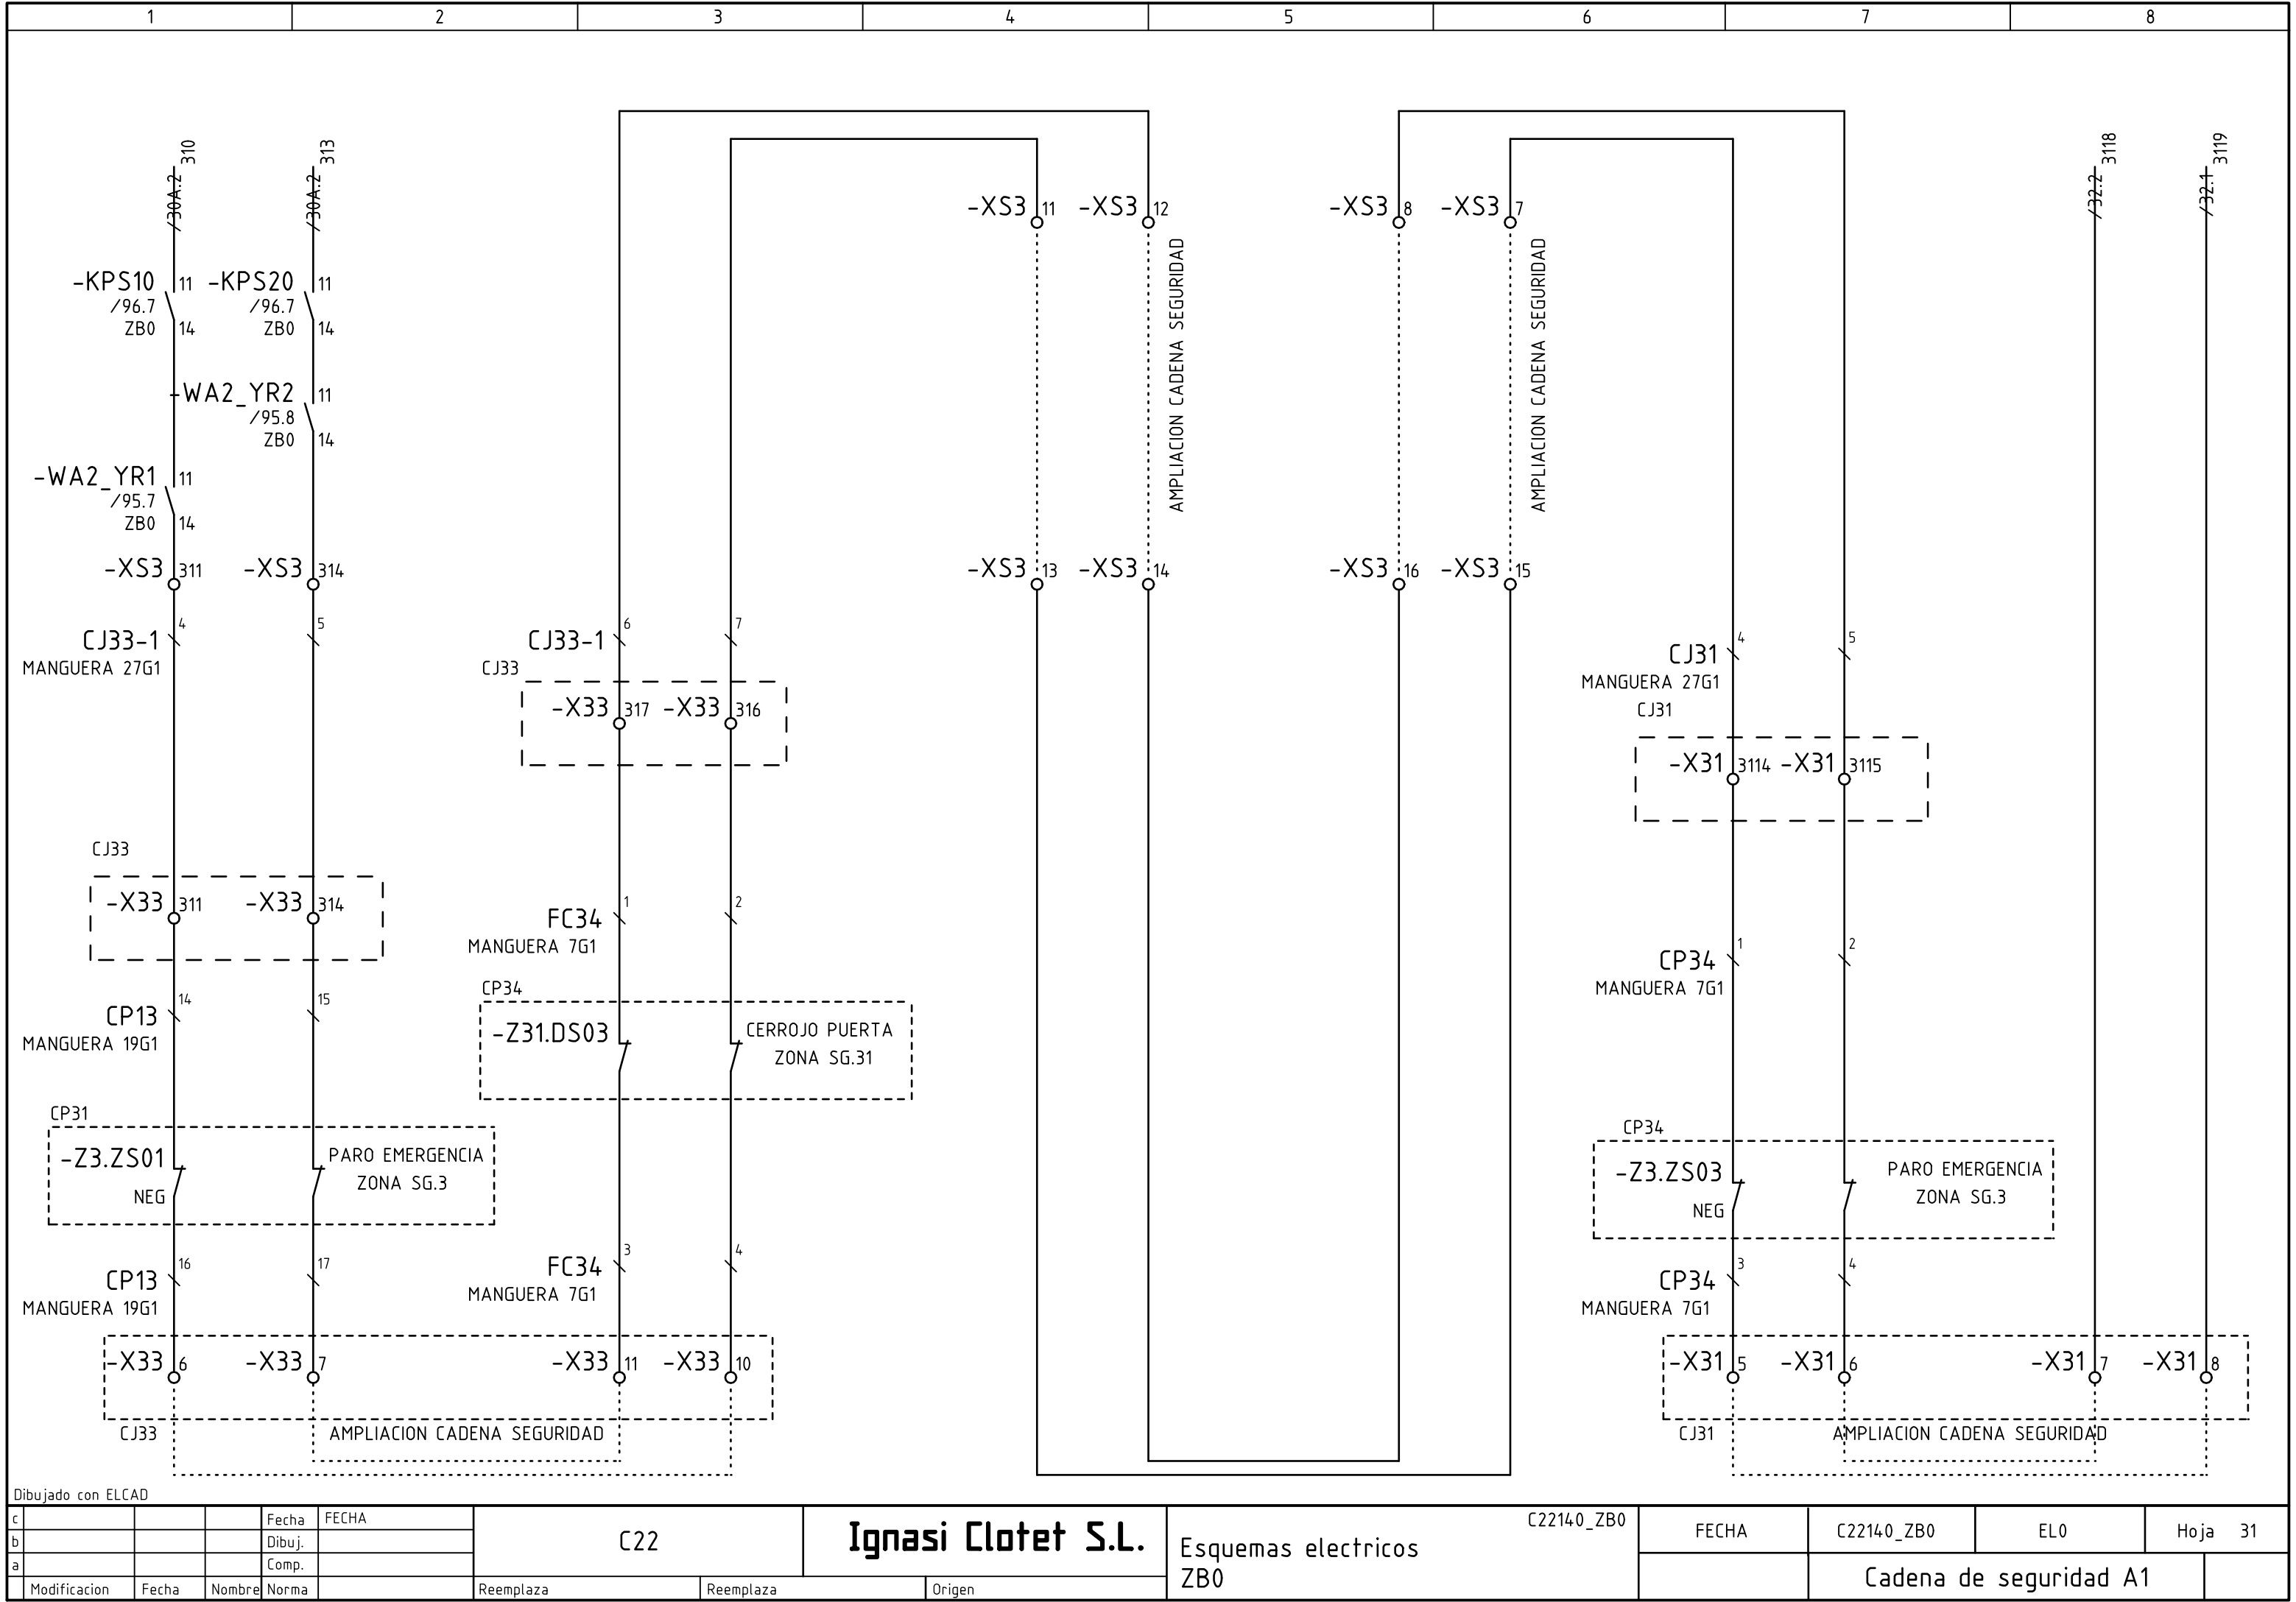 1 2 3 4 5 6 7 8
/30A.2 310
/30A.2 313
-KPS10 11
/96.7
ZB0 14
-KPS20 11
/96.7
ZB0 14
-WA2_YR2 11
/95.8
ZB0 14
-WA2_YR1 11
/95.7
ZB0 14
-XS3 311
-XS3 314
CJ33-1 4 5
MANGUERA 27G1
CJ33
-X33 311
-X33 314
CP13 14 15
MANGUERA 19G1
CP31
-Z3.ZS01
NEG
PARO EMERGENCIA
ZONA SG.3
CP13 16 17
MANGUERA 19G1
-X33 6
-X33 7
-X33 11
-X33 10
CJ33
AMPLIACION CADENA SEGURIDAD
CJ33-1 6 7
CJ33
-X33 317
-X33 316
FC34 1 2
MANGUERA 7G1
CP34
-Z31.DS03
CERROJO PUERTA
ZONA SG.31
FC34 3 4
MANGUERA 7G1
-XS3 11
-XS3 12
AMPLIACION CADENA SEGURIDAD
-XS3 13
-XS3 14
-XS3 8
-XS3 7
AMPLIACION CADENA SEGURIDAD
-XS3 16
-XS3 15
CJ31 4 5
MANGUERA 27G1
CJ31
-X31 3114
-X31 3115
CP34 1 2
MANGUERA 7G1
CP34
-Z3.ZS03
NEG
PARO EMERGENCIA
ZONA SG.3
CP34 3 4
MANGUERA 7G1
-X31 5
-X31 6
-X31 7
-X31 8
CJ31
AMPLIACION CADENA SEGURIDAD
/32.2 3118
/32.1 3119
Dibujado con ELCAD
c
b
a
Modificacion Fecha Nombre
Fecha FECHA
Dibuj.
Comp.
Norma
C22
Reemplaza
Reemplaza
Origen
Ignasi Clotet S.L.
C22140_ZB0
Esquemas electricos
ZB0
FECHA
C22140_ZB0
EL0
Hoja 31
Cadena de seguridad A1